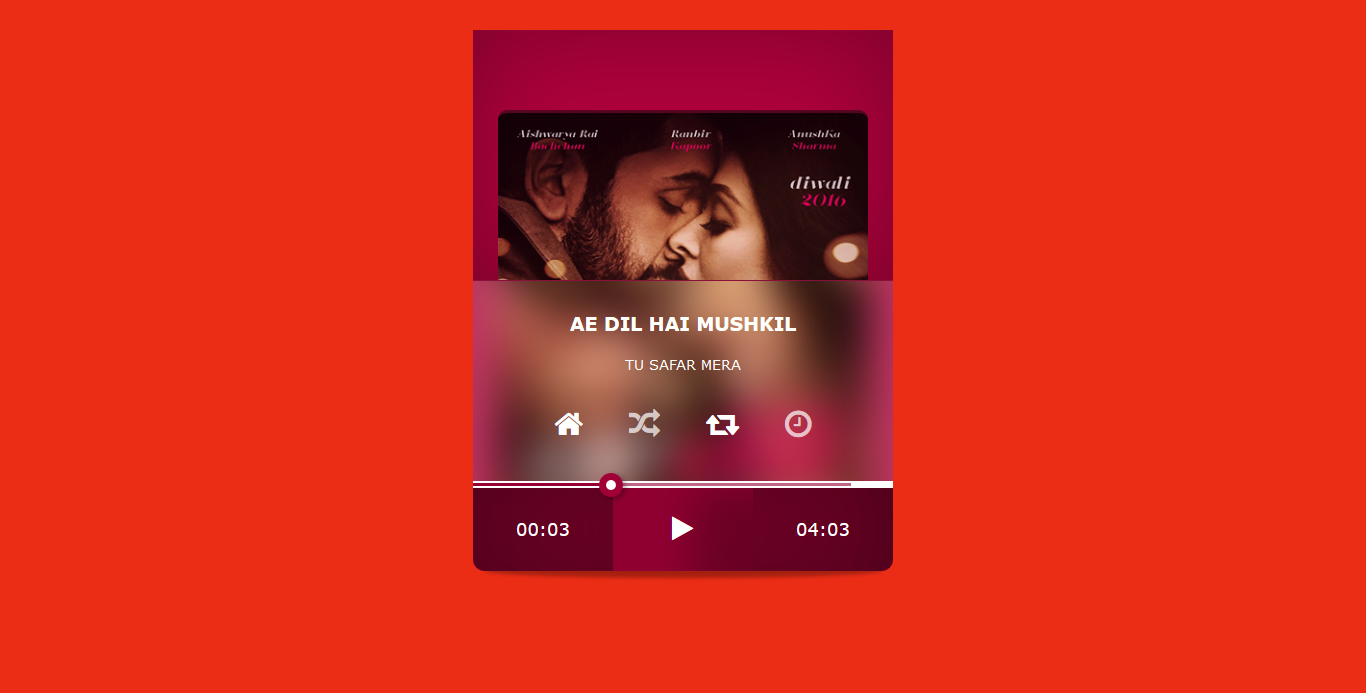 Aishwarya Rai Ranbir AnushKa
Bachchan Kapoor Sharma
diwali
2016
AE DIL HAI MUSHKIL
TU SAFAR MERA
00:03 04:03